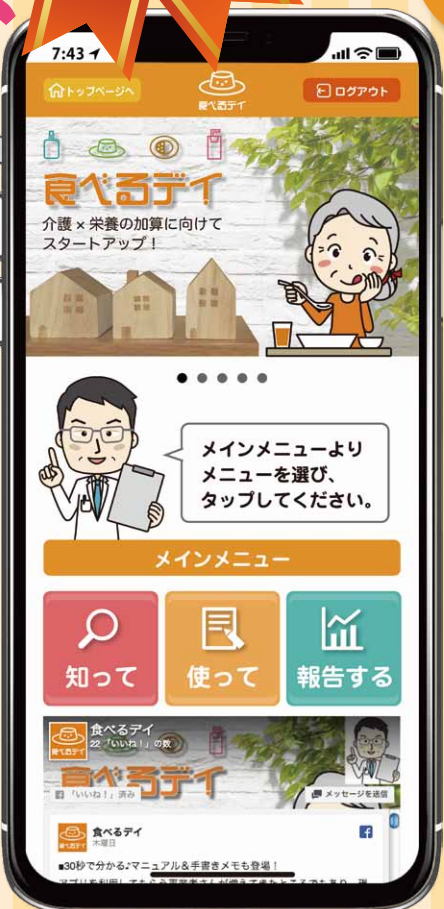 7:43
トップページへ
食べるデイ
ログアウト
食べるデイ
介護×栄養の加算に向けて
スタートアップ!
メインメニューより
メニューを選び、
タップしてください。
メインメニュー
知って
使って
報告する
食べるデイ
食べるデイ
22「いいね!」の数
食べるデイ
「いいね!」済み
メッセージを送信
食べるデイ
木曜日
■30秒で分かる♪マニュアル&手書きメモも登場!